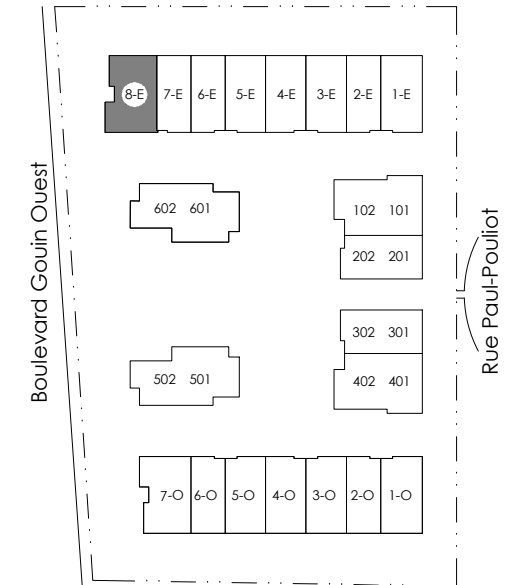 8-E 7-E 6-E 5-E 4-E 3-E 2-E 1-E
Boulevard Gouin Ouest
602 601
102 101
202 201
Rue Paul-Pouliot
302 301
502 501
402 401
7-O 6-O 5-O 4-O 3-O 2-O 1-O